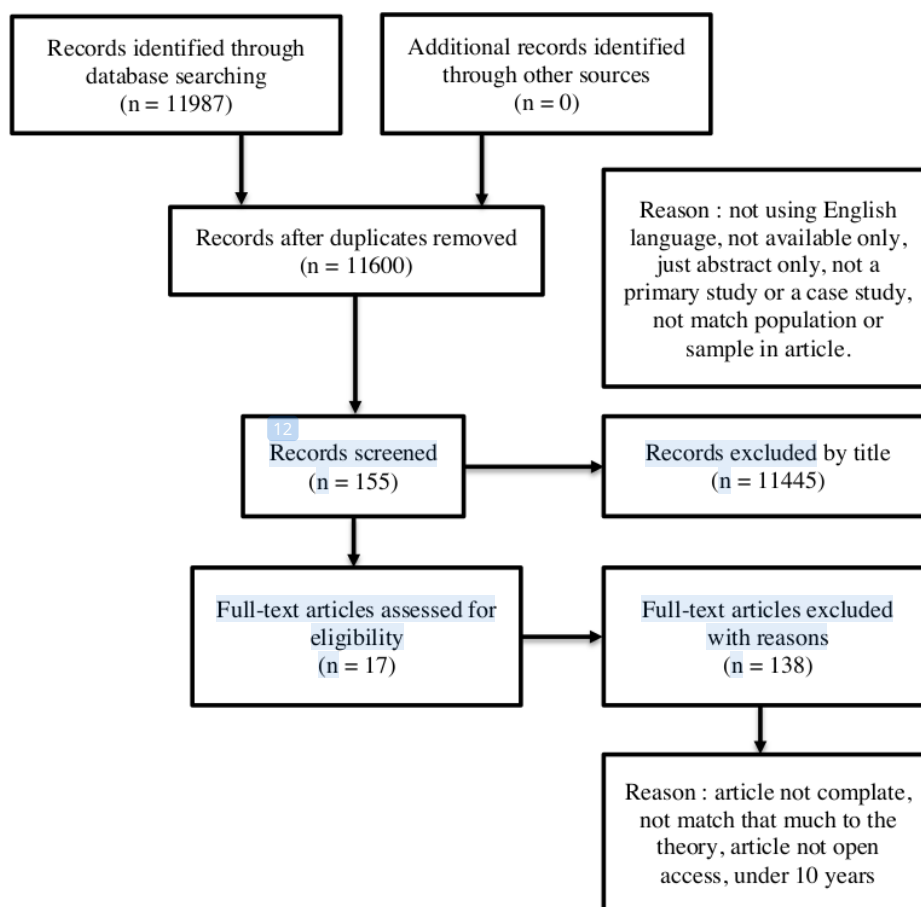 Records identified through
database searching
(n = 11987)
Additional records identified
through other sources
(n = 0)
Records after duplicates removed
(n = 11600)
Reason : not using English
language, not available only,
just abstract only, not a
primary study or a case study,
not match population or
sample in article.
12
Records screened
(n = 155)
Records excluded by title
(n = 11445)
Full-text articles assessed for
eligibility
(n = 17)
Full-text articles excluded
with reasons
(n = 138)
Reason : article not complate,
not match that much to the
theory, article not open
access, under 10 years